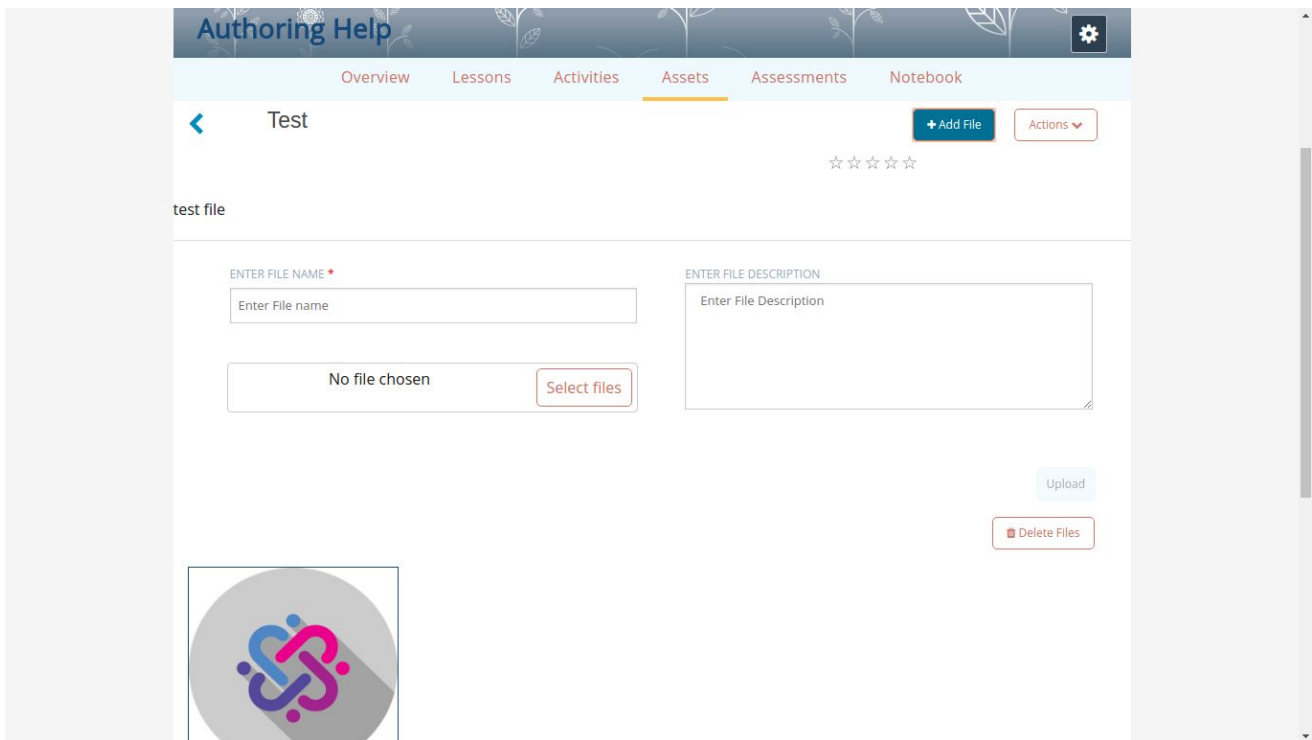 Authoring Help
Overview Lessons Activities Assets Assessments Notebook
Test
Add File
Actions
test file
ENTER FILE NAME *
Enter File name
ENTER FILE DESCRIPTION
Enter File Description
No file chosen
Select files
Upload
Delete Files